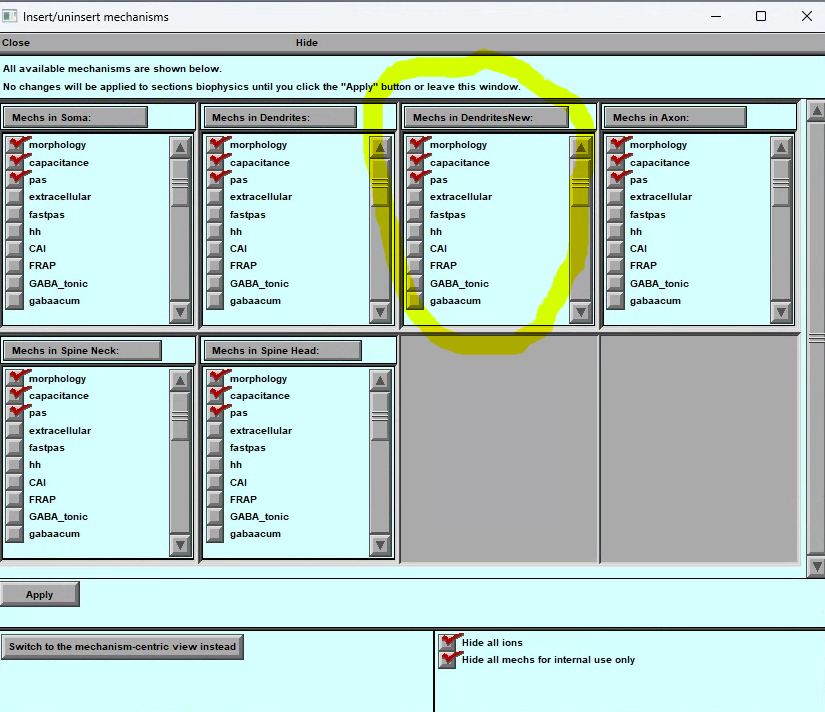 Insert/uninsert mechanisms
Close Hide
All available mechanisms are shown below.
No changes will be applied to sections biophysics until you click the "Apply" button or leave this window.
Mechs in Soma:
morphology
capacitance
pas
extracellular
fastpas
hh
CAl
FRAP
GABA_tonic
gabaacum
Mechs in Dendrites:
morphology
capacitance
pas
extracellular
fastpas
hh
CAl
FRAP
GABA_tonic
gabaacum
Mechs in DendritesNew:
morphology
capacitance
pas
extracellular
fastpas
hh
CAl
FRAP
GABA_tonic
gabaacum
Mechs in Axon:
morphology
capacitance
pas
extracellular
fastpas
hh
CAl
FRAP
GABA_tonic
gabaacum
Mechs in Spine Neck:
morphology
capacitance
pas
extracellular
fastpas
hh
CAl
FRAP
GABA_tonic
gabaacum
Mechs in Spine Head:
morphology
capacitance
pas
extracellular
fastpas
hh
CAl
FRAP
GABA_tonic
gabaacum
Apply
Switch to the mechanism-centric view instead
Hide all ions
Hide all mechs for internal use only